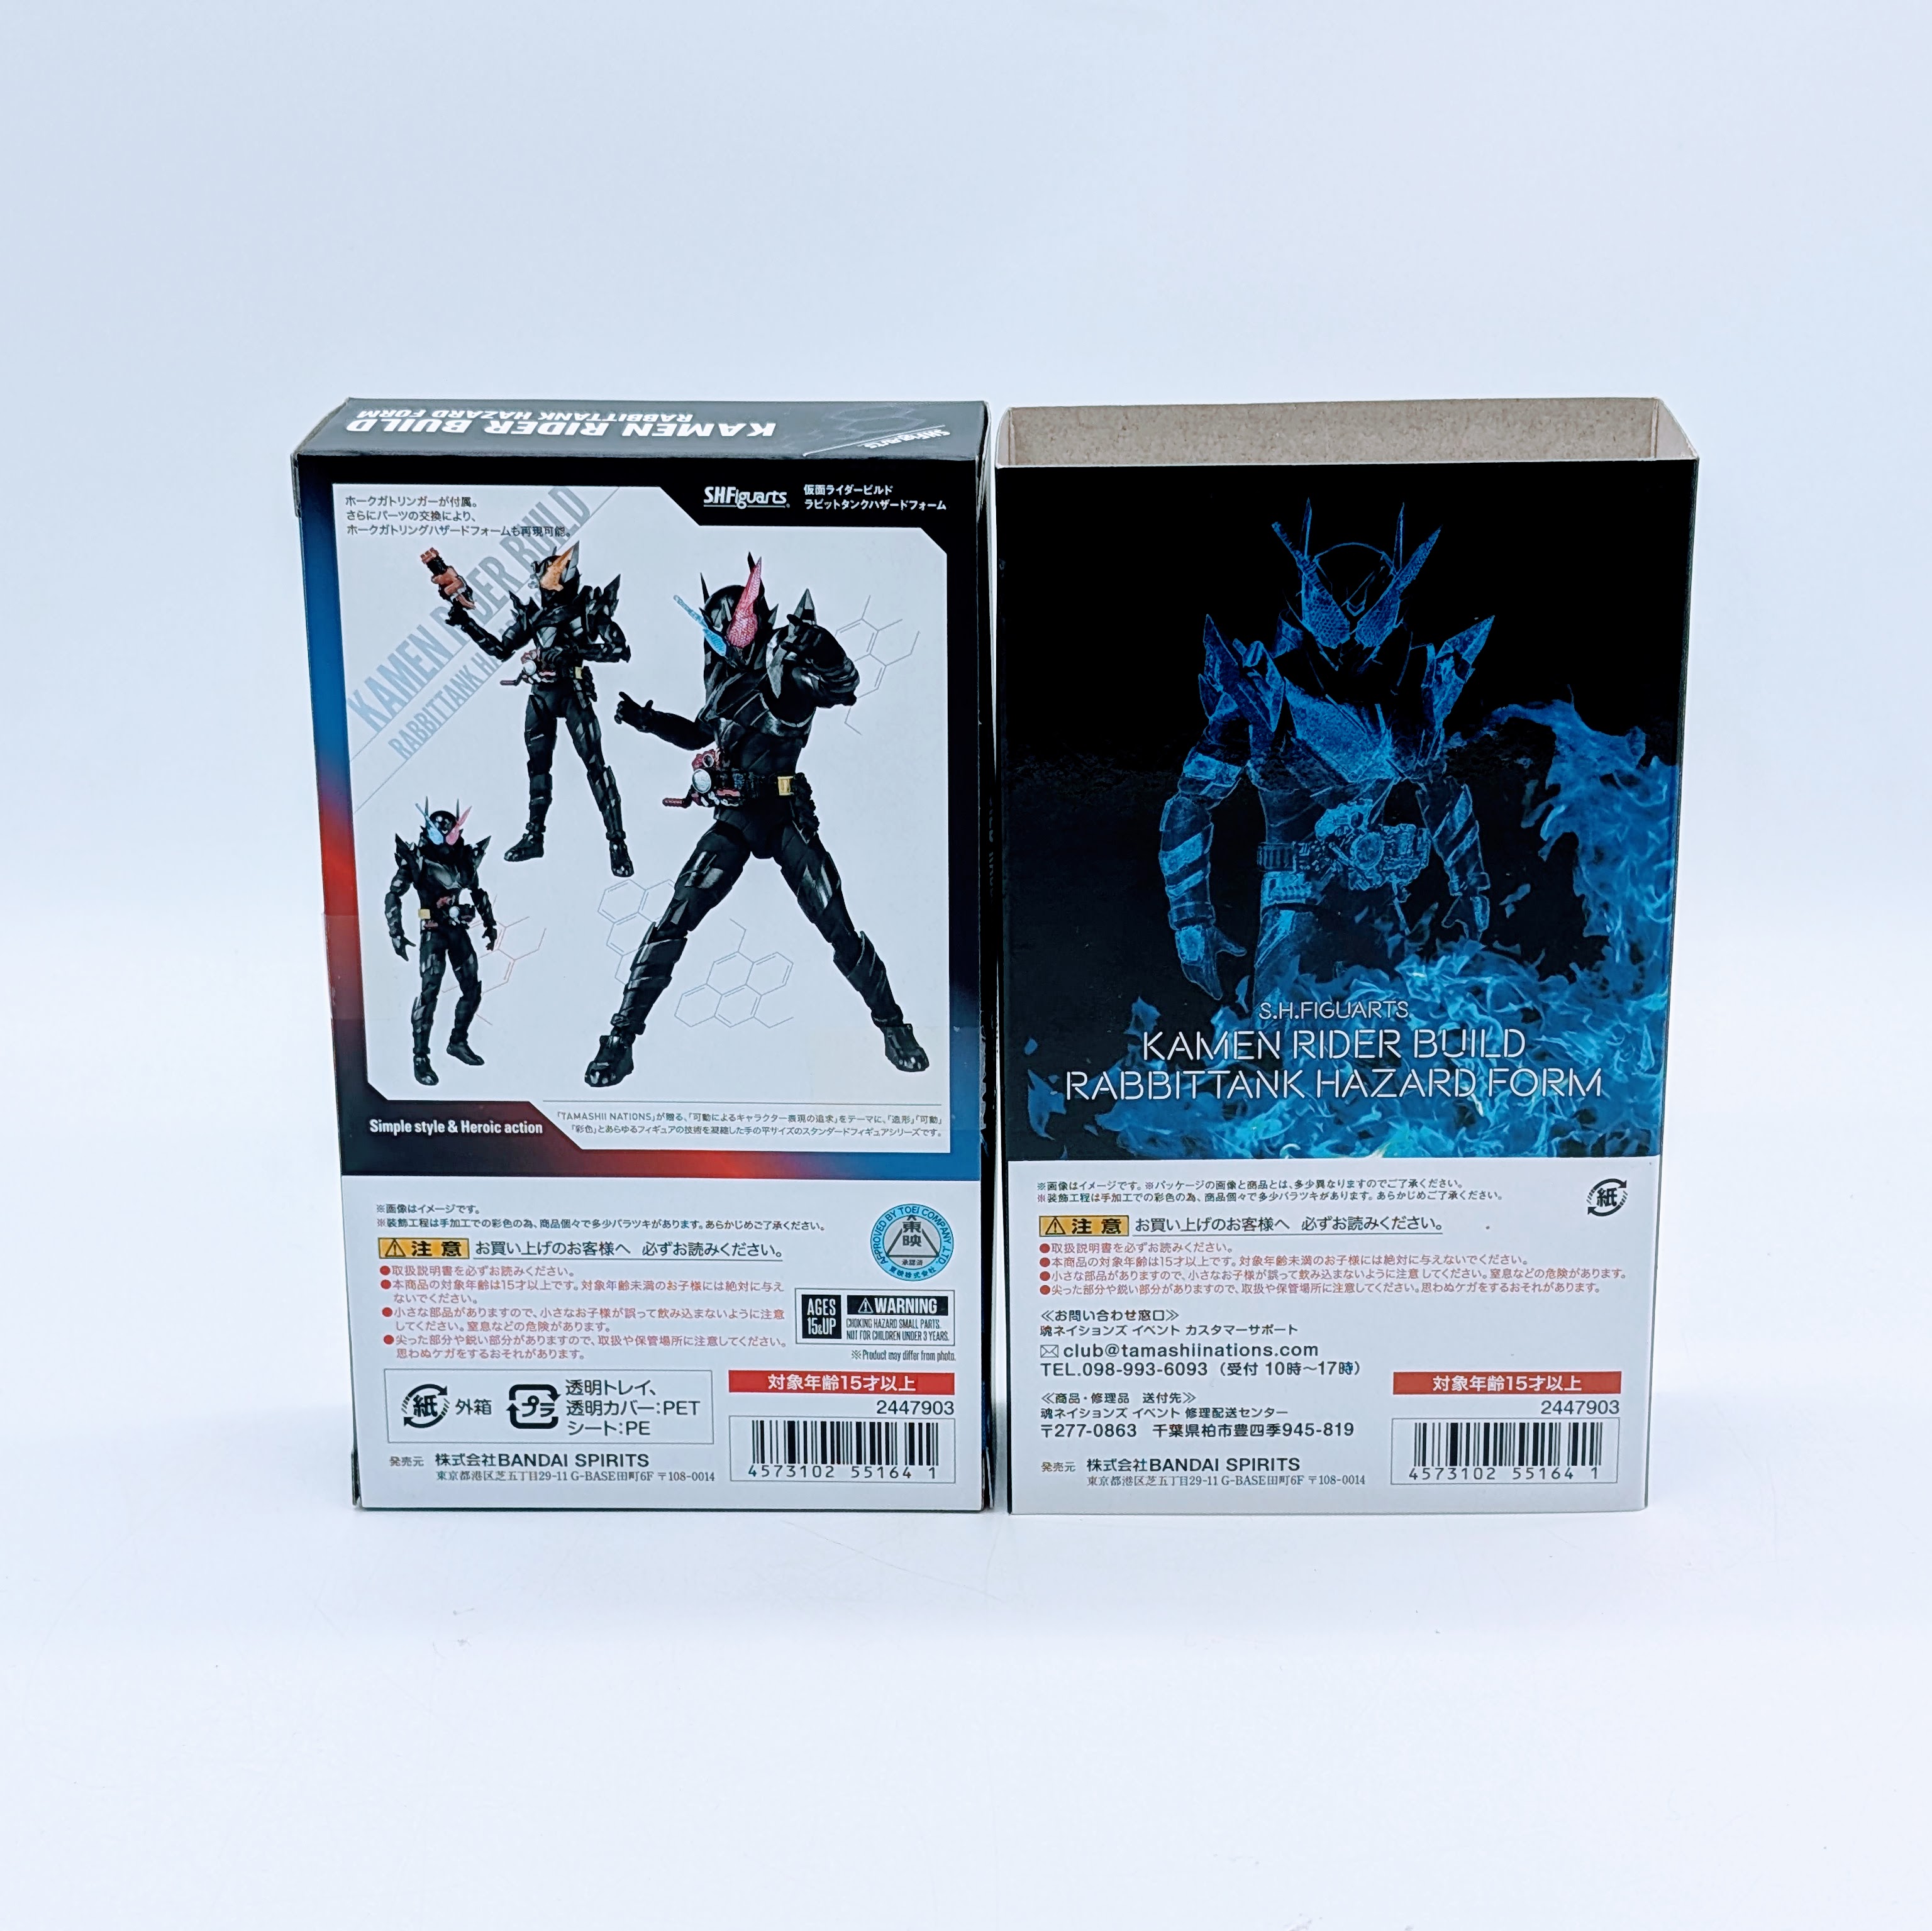 KAMEN RIDER BUILD
RABBITTANK HAZARD FORM
SHFiguarts
ホークガトリンガーが付属。
さらにパーツの交換により、
ホークガトリングハザードフォームも再現可能。
SHFiguarts
仮面ライダービルド
ラビットタンクハザードフォーム
KAMEN RIDER BUILD
RABBITTANK
Simple style & Heroic action
「TAMASHII NATIONS」が贈る、「可動によるキャラクター表現の追求」をテーマに、「造形」「可動」
「彩色」とあらゆるフィギュアの技術を凝縮した手の平サイズのスタンダードフィギュアシリーズです。
※画像はイメージです。
※装飾工程は手加工での彩色の為、商品個々で多少バラツキがあります。あらかじめご了承ください。
注意 お買い上げのお客様へ 必ずお読みください。
●取扱説明書を必ずお読みください。
●本商品の対象年齢は15才以上です。対象年齢未満のお子様には絶対に与え
ないでください。
●小さな部品がありますので、小さなお子様が誤って飲み込まないように注意
してください。窒息などの危険があります。
●尖った部分や鋭い部分がありますので、取扱や保管場所に注意してください。
思わぬケガをするおそれがあります。
APPROVED BY TOEI COMPANY, LTD.
東映
承認済
東映株式会社
AGES
15&UP
WARNING
CHOKING HAZARD SMALL PARTS.
NOT FOR CHILDREN UNDER 3 YEARS.
※Product may differ from photo.
紙 外箱
プラ 透明トレイ、
透明カバー:PET
シート:PE
対象年齢15才以上
2447903
4573102 55164 1
発売元 株式会社BANDAI SPIRITS
東京都港区芝五丁目29-11 G-BASE田町6F 〒108-0014
S.H.FIGUARTS
KAMEN RIDER BUILD
RABBITTANK HAZARD FORM
※画像はイメージです。※パッケージの画像と商品とは、多少異なりますのでご了承ください。
※装飾工程は手加工での彩色の為、商品個々で多少バラツキがあります。あらかじめご了承ください。
紙
注意 お買い上げのお客様へ 必ずお読みください。
●取扱説明書を必ずお読みください。
●本商品の対象年齢は15才以上です。対象年齢未満のお子様には絶対に与えないでください。
●小さな部品がありますので、小さなお子様が誤って飲み込まないように注意してください。窒息などの危険があります。
●尖った部分や鋭い部分がありますので、取扱や保管場所に注意してください。思わぬケガをするおそれがあります。
≪お問い合わせ窓口≫
魂ネイションズ イベント カスタマーサポート
club@tamashiinations.com
TEL.098-993-6093（受付 10時〜17時）
≪商品・修理品 送付先≫
魂ネイションズ イベント 修理配送センター
〒277-0863 千葉県柏市豊四季945-819
対象年齢15才以上
2447903
4573102 55164 1
発売元 株式会社BANDAI SPIRITS
東京都港区芝五丁目29-11 G-BASE田町6F 〒108-0014